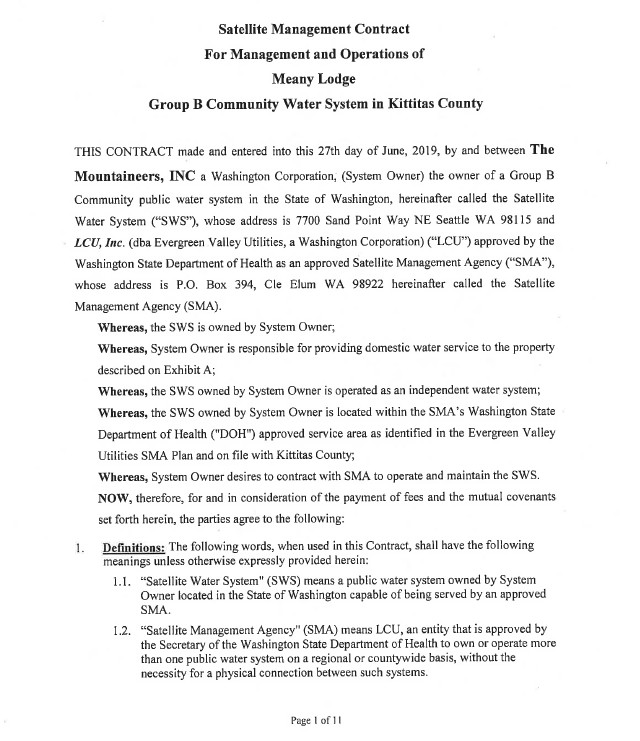 Satellite Management Contract
For Management and Operations of
Meany Lodge
Group B Community Water System in Kittitas County
THIS CONTRACT made and entered into this 27th day of June, 2019, by and between The
Mountaineers, INC a Washington Corporation, (System Owner) the owner of a Group B
Community public water system in the State of Washington, hereinafter called the Satellite
Water System ("SWS"), whose address is 7700 Sand Point Way NE Seattle WA 98115 and
LCU, Inc. (dba Evergreen Valley Utilities, a Washington Corporation) ("LCU") approved by the
Washington State Department of Health as an approved Satellite Management Agency ("SMA"),
whose address is P.O. Box 394, Cle Elum WA 98922 hereinafter called the Satellite
Management Agency (SMA).
Whereas, the SWS is owned by System Owner;
Whereas, System Owner is responsible for providing domestic water service to the property
described on Exhibit A;
Whereas, the SWS owned by System Owner is operated as an independent water system;
Whereas, the SWS owned by System Owner is located within the SMA's Washington State
Department of Health ("DOH") approved service area as identified in the Evergreen Valley
Utilities SMA Plan and on file with Kittitas County;
Whereas, System Owner desires to contract with SMA to operate and maintain the SWS.
NOW, therefore, for and in consideration of the payment of fees and the mutual covenants
set forth herein, the parties agree to the following:
1. Definitions: The following words, when used in this Contract, shall have the following
meanings unless otherwise expressly provided herein:
1.1. "Satellite Water System" (SWS) means a public water system owned by System
Owner located in the State of Washington capable of being served by an approved
SMA.
1.2. "Satellite Management Agency" (SMA) means LCU, an entity that is approved by
the Secretary of the Washington State Department of Health to own or operate more
than one public water system on a regional or countywide basis, without the
necessity for a physical connection between such systems.
Page 1 of 11